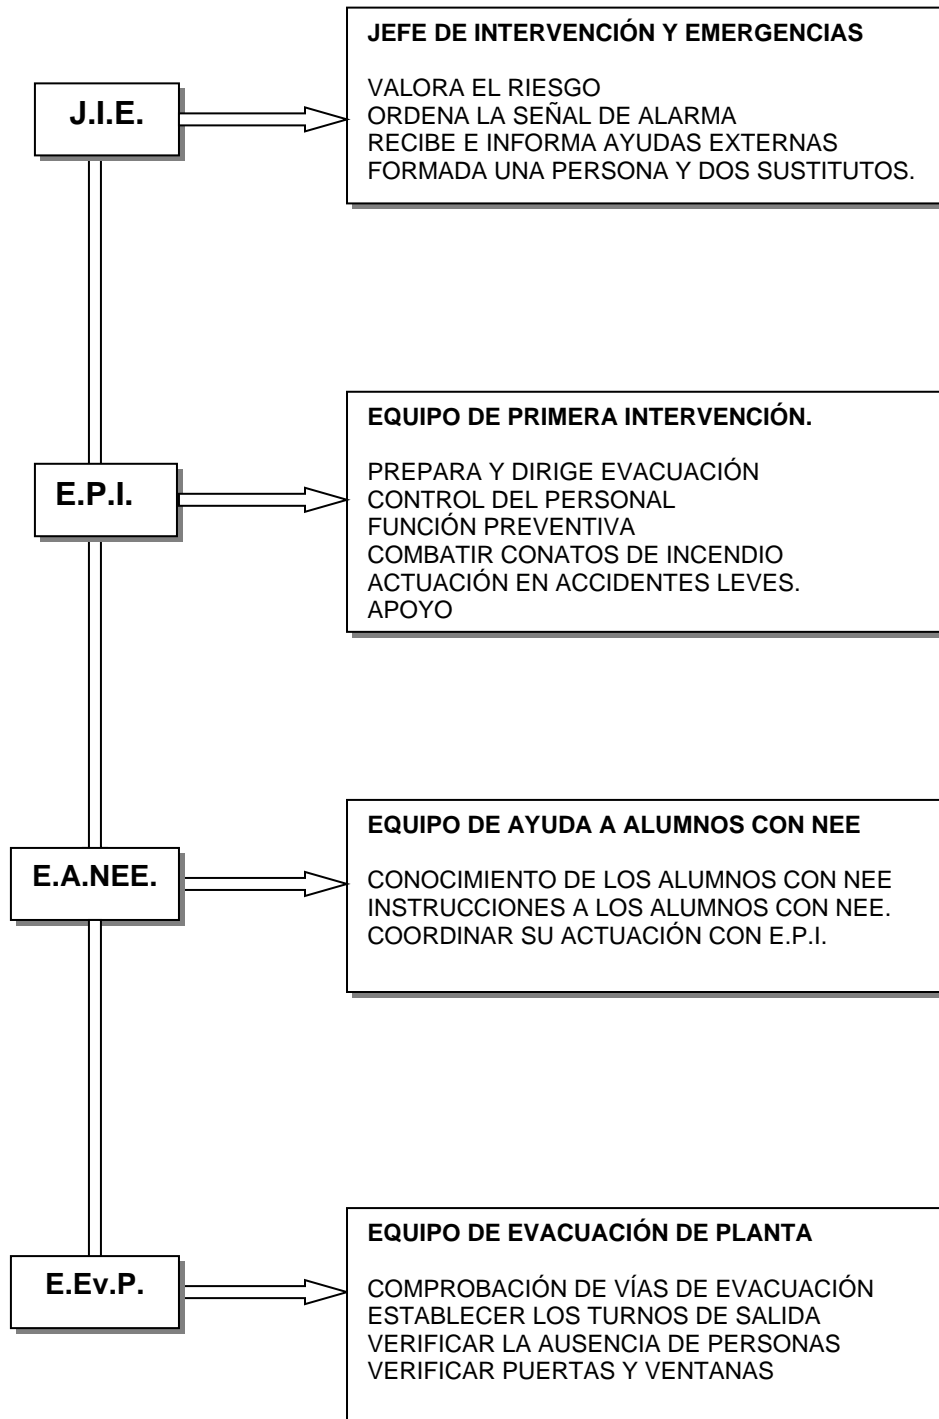 JEFE DE INTERVENCIÓN Y EMERGENCIAS
J.I.E.
VALORA EL RIESGO
ORDENA LA SEÑAL DE ALARMA
RECIBE E INFORMA AYUDAS EXTERNAS
FORMADA UNA PERSONA Y DOS SUSTITUTOS.
EQUIPO DE PRIMERA INTERVENCIÓN.
E.P.I.
PREPARA Y DIRIGE EVACUACIÓN
CONTROL DEL PERSONAL
FUNCIÓN PREVENTIVA
COMBATIR CONATOS DE INCENDIO
ACTUACIÓN EN ACCIDENTES LEVES.
APOYO
EQUIPO DE AYUDA A ALUMNOS CON NEE
E.A.NEE.
CONOCIMIENTO DE LOS ALUMNOS CON NEE
INSTRUCCIONES A LOS ALUMNOS CON NEE.
COORDINAR SU ACTUACIÓN CON E.P.I.
EQUIPO DE EVACUACIÓN DE PLANTA
E.Ev.P.
COMPROBACIÓN DE VÍAS DE EVACUACIÓN
ESTABLECER LOS TURNOS DE SALIDA
VERIFICAR LA AUSENCIA DE PERSONAS
VERIFICAR PUERTAS Y VENTANAS